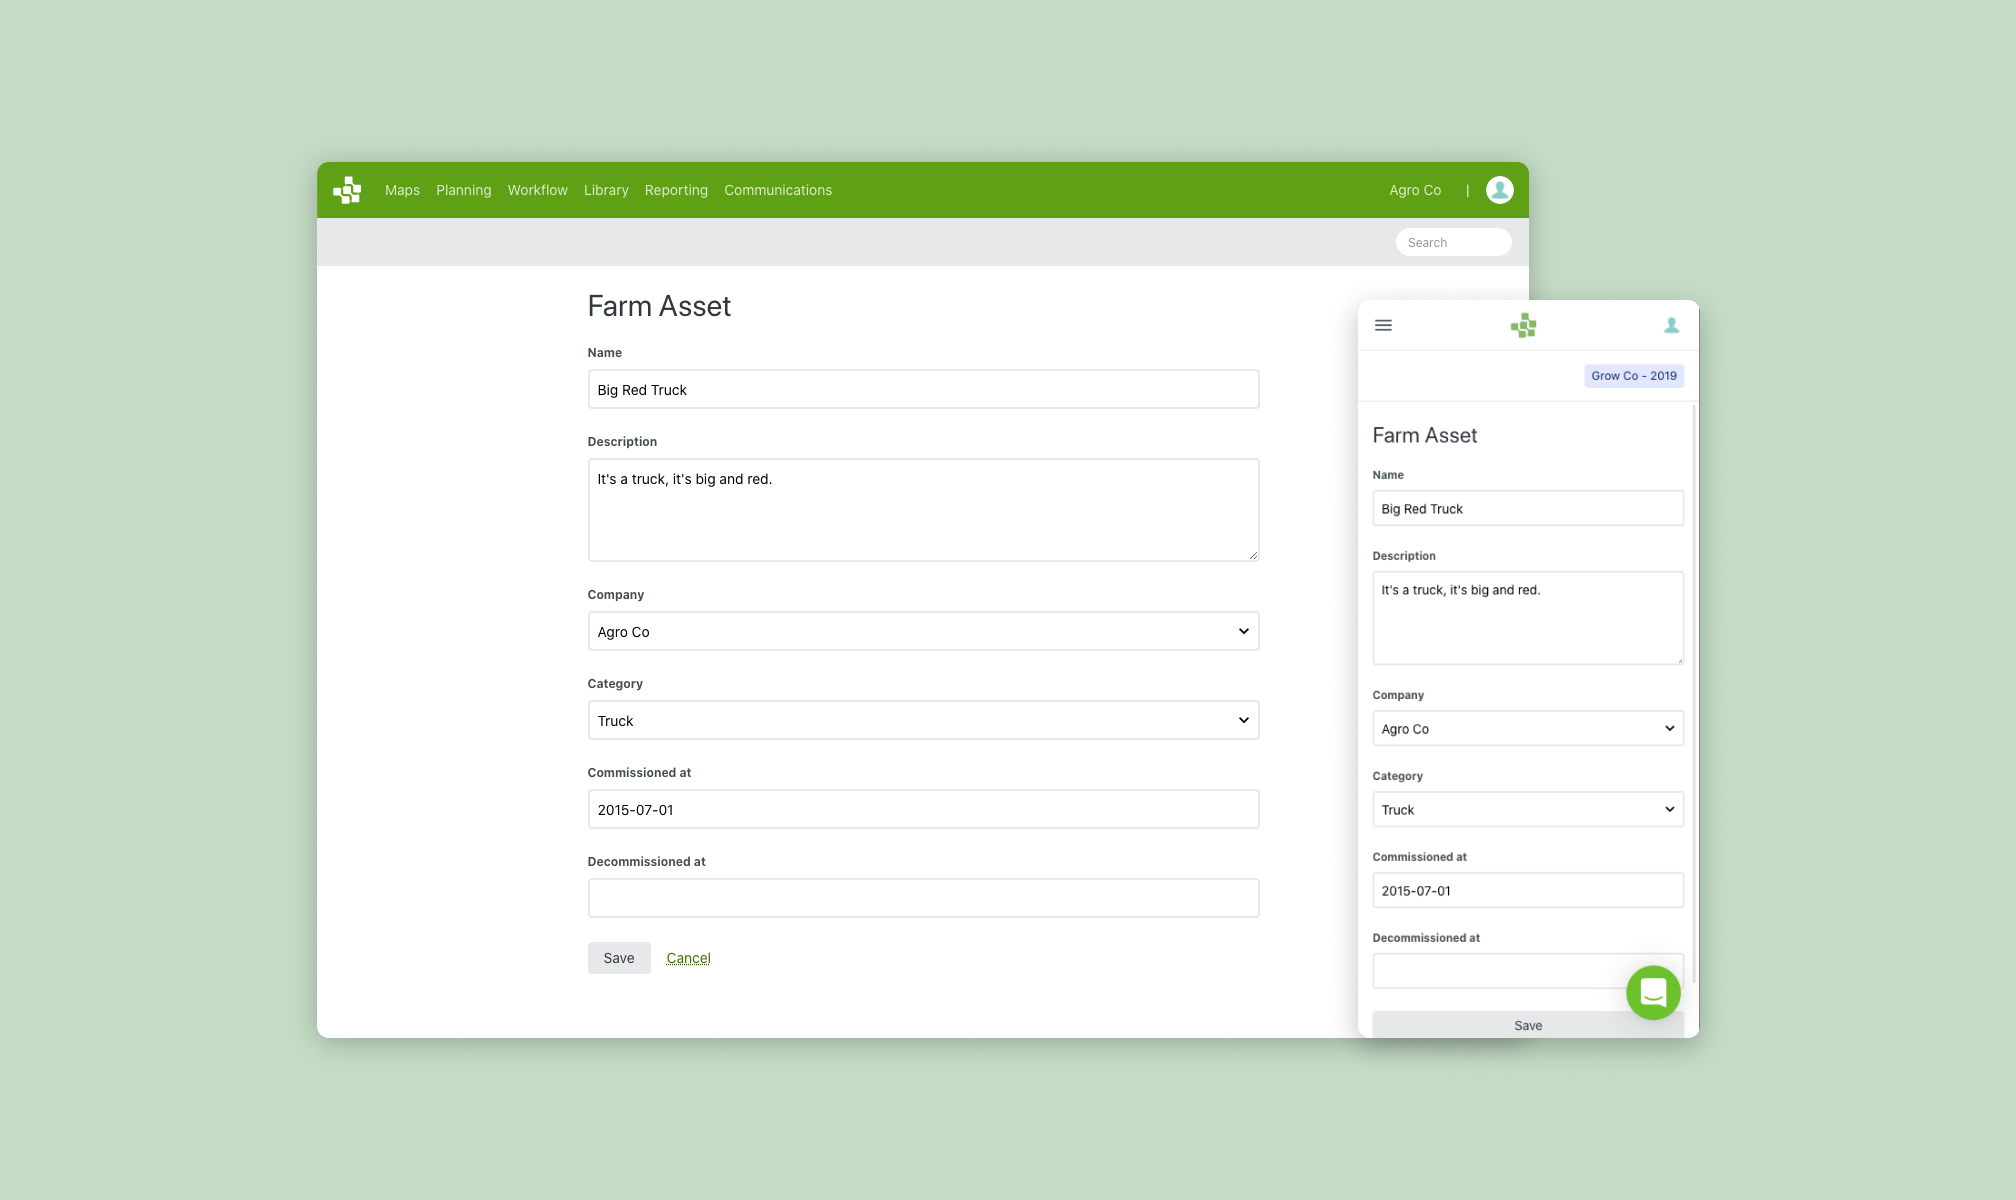 Maps Planning Workflow Library Reporting Communications Agro Co |
Search
Farm Asset
Name
Big Red Truck
Description
It's a truck, it's big and red.
Company
Agro Co
Category
Truck
Commissioned at
2015-07-01
Decommissioned at
Save Cancel
Grow Co - 2019
Farm Asset
Name
Big Red Truck
Description
It's a truck, it's big and red.
Company
Agro Co
Category
Truck
Commissioned at
2015-07-01
Decommissioned at
Save